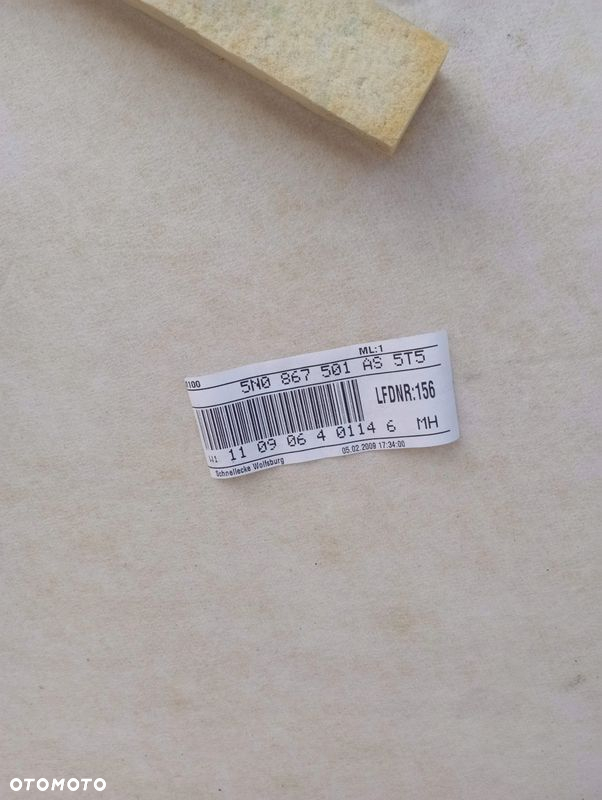 ML:1
5N0 867 501 AS 5T5
LFDNR:156
11 09 06 4 0114 6 MH
Schnellecke Wolfsburg 05.02.2009 17:34:00
OTOMOTO